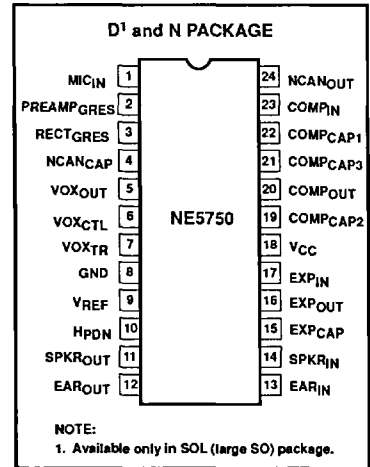 D¹ and N PACKAGE
MICIN 1 24 NCANOUT
PREAMPGRES 2 23 COMPIN
RECTGRES 3 22 COMPCAP1
NCANCAP 4 21 COMPCAP3
VOXOUT 5 20 COMPOUT
VOXCTL 6 NE5750 19 COMPCAP2
VOXTR 7 18 VCC
GND 8 17 EXPIN
VREF 9 16 EXPOUT
HPDN 10 15 EXPCAP
SPKROUT 11 14 SPKRIN
EAROUT 12 13 EARIN
NOTE:
1. Available only in SOL (large SO) package.